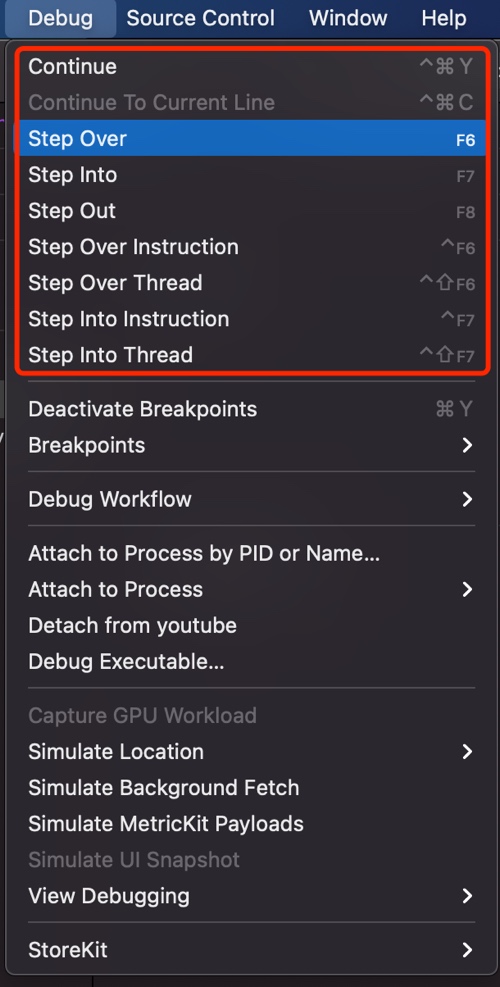 Debug Source Control Window Help
Continue ^⌘Y
Continue To Current Line ^⌘C
Step Over F6
Step Into F7
Step Out F8
Step Over Instruction ^F6
Step Over Thread ^⇧F6
Step Into Instruction ^F7
Step Into Thread ^⇧F7
Deactivate Breakpoints ⌘Y
Breakpoints
Debug Workflow
Attach to Process by PID or Name...
Attach to Process
Detach from youtube
Debug Executable...
Capture GPU Workload
Simulate Location
Simulate Background Fetch
Simulate MetricKit Payloads
Simulate UI Snapshot
View Debugging
StoreKit